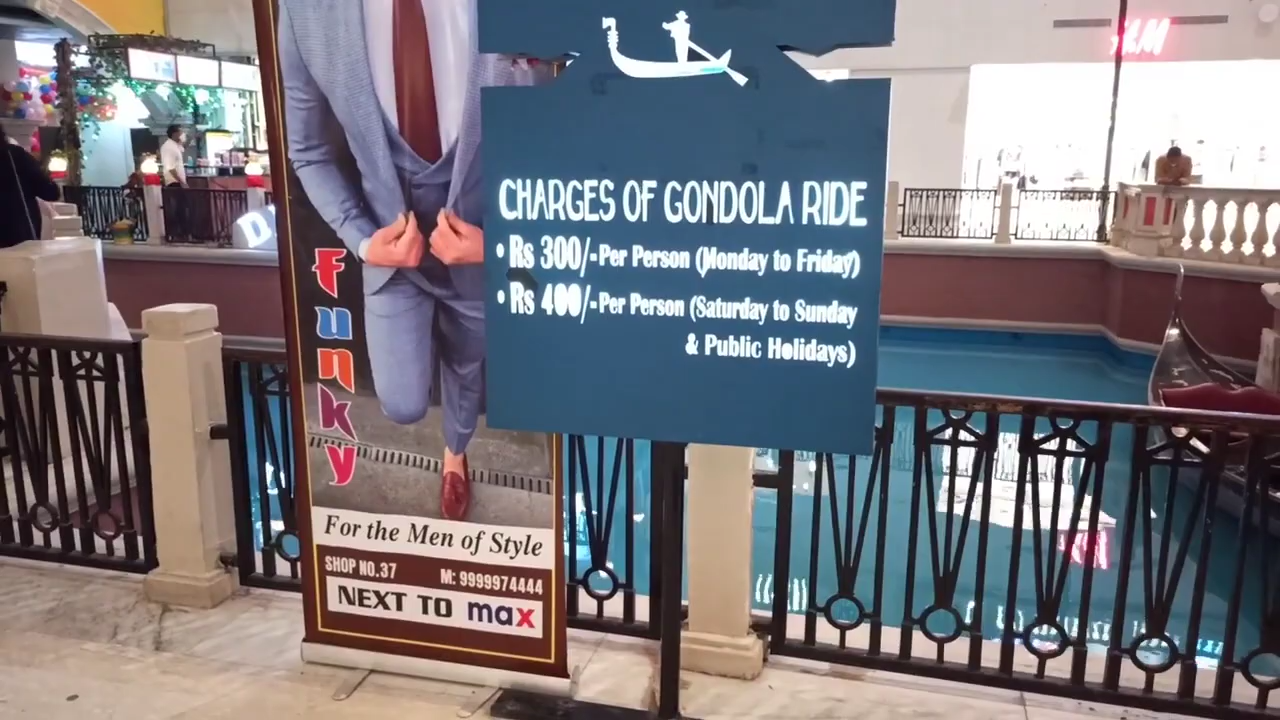 CHARGES OF GONDOLA RIDE
• Rs 300/-Per Person (Monday to Friday)
• Rs 400/-Per Person (Saturday to Sunday
& Public Holidays)
Funky
For the Men of Style
SHOP NO.37 M: 9999974444
NEXT TO max
H&M